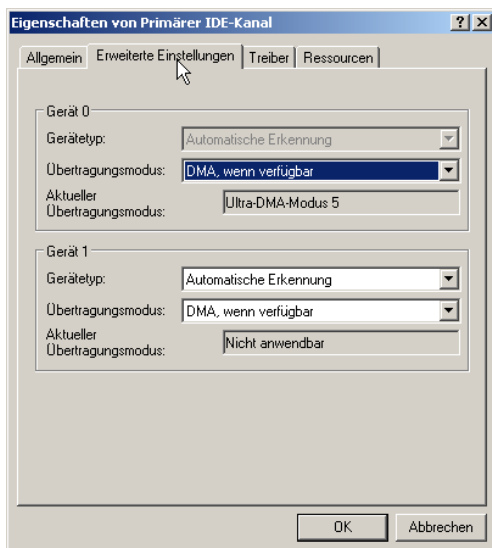 Eigenschaften von Primärer IDE-Kanal
Allgemein Erweiterte Einstellungen Treiber Ressourcen
Gerät 0
Gerätetyp: Automatische Erkennung
Übertragungsmodus: DMA, wenn verfügbar
Aktueller
Übertragungsmodus: Ultra-DMA-Modus 5
Gerät 1
Gerätetyp: Automatische Erkennung
Übertragungsmodus: DMA, wenn verfügbar
Aktueller
Übertragungsmodus: Nicht anwendbar
OK Abbrechen